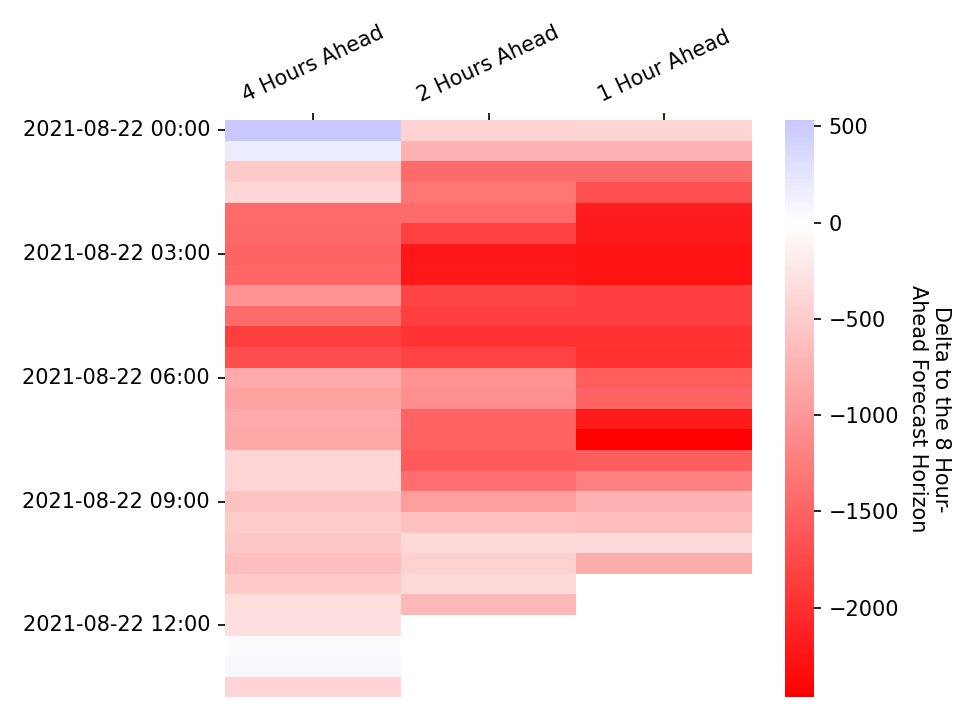 4 Hours Ahead
2 Hours Ahead
1 Hour Ahead
2021-08-22 00:00
2021-08-22 03:00
2021-08-22 06:00
2021-08-22 09:00
2021-08-22 12:00
500
0
−500
−1000
−1500
−2000
Delta to the 8 Hour-
Ahead Forecast Horizon